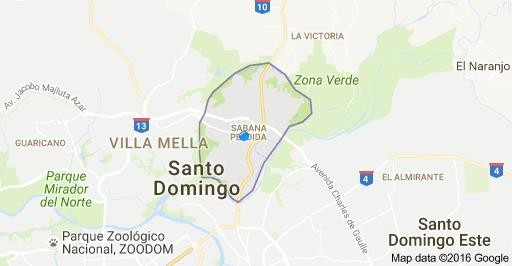 10
LA VICTORIA
Zona Verde
El Naranjo
Av. Jacobo Majluta Azar
13
SABANA
PERDIDA
GUARICANO
VILLA MELLA
Santo
Domingo
Parque
Mirador
del Norte
Avenida Charles de Gaulle
4
EL ALMIRANTE
4
Parque Zoológico
Nacional, ZOODOM
Santo
Domingo Este
Map data ©2016 Google